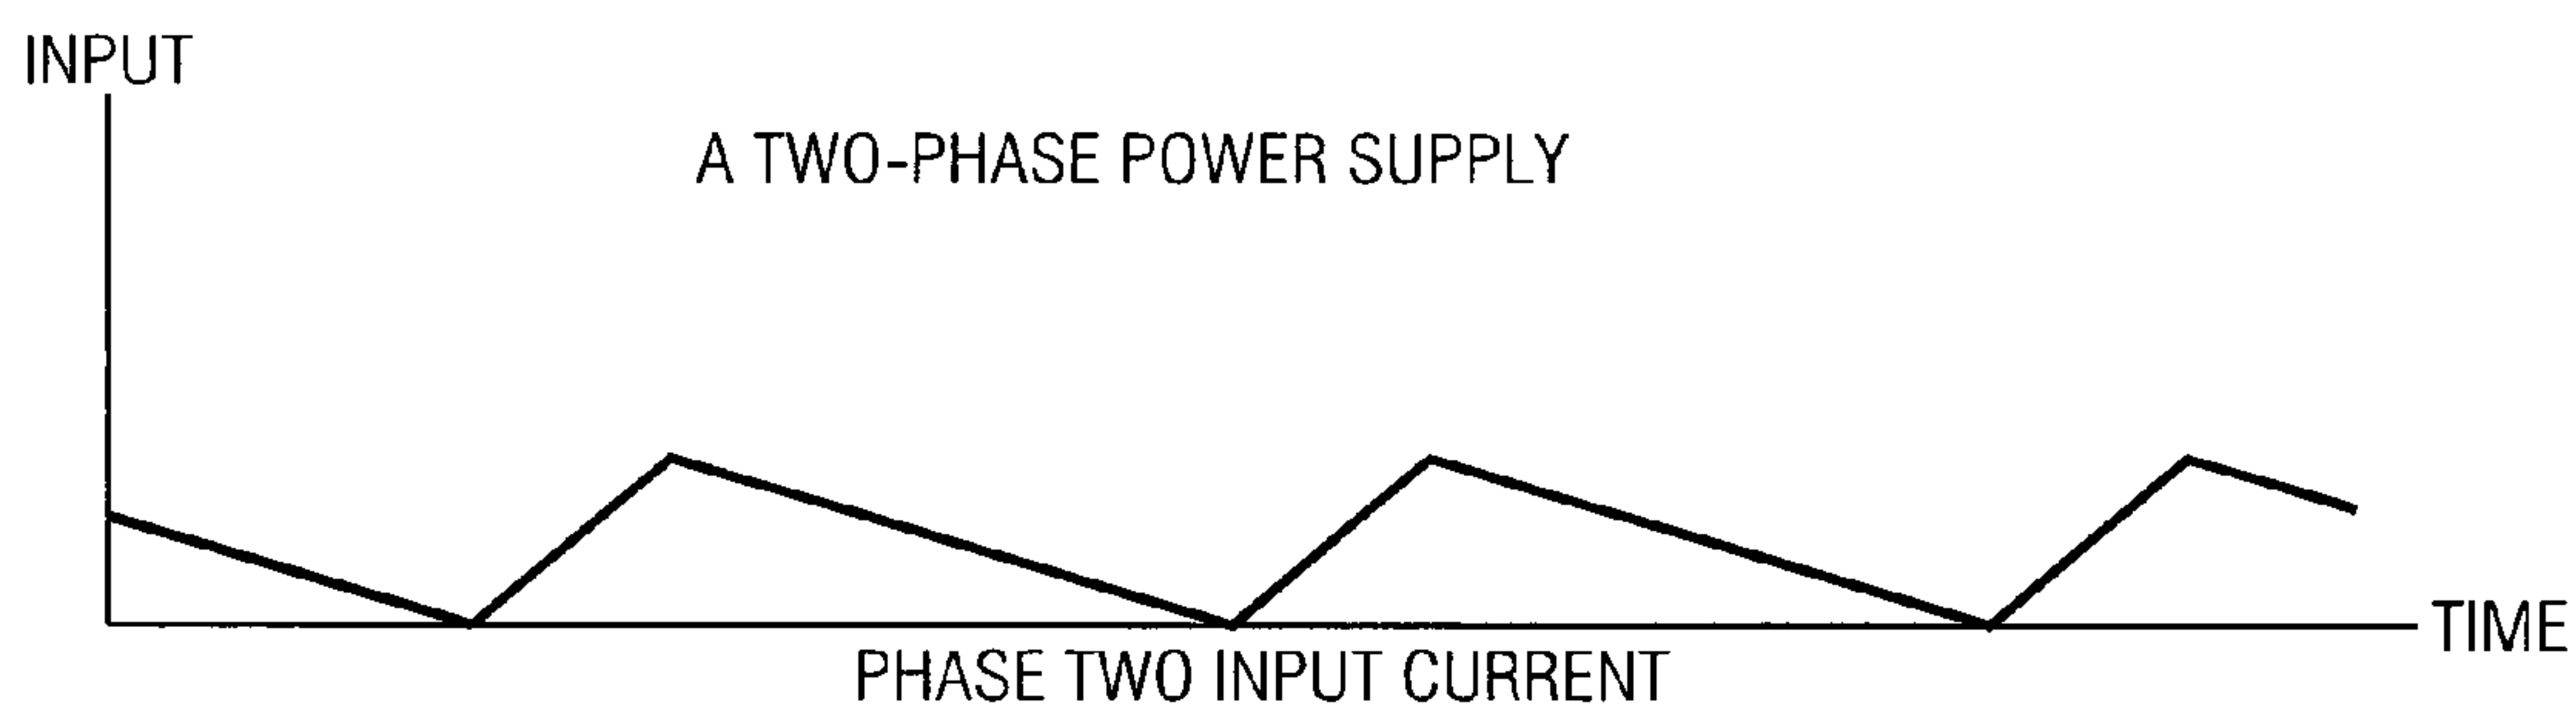 INPUT
A TWO-PHASE POWER SUPPLY
TIME
PHASE TWO INPUT CURRENT